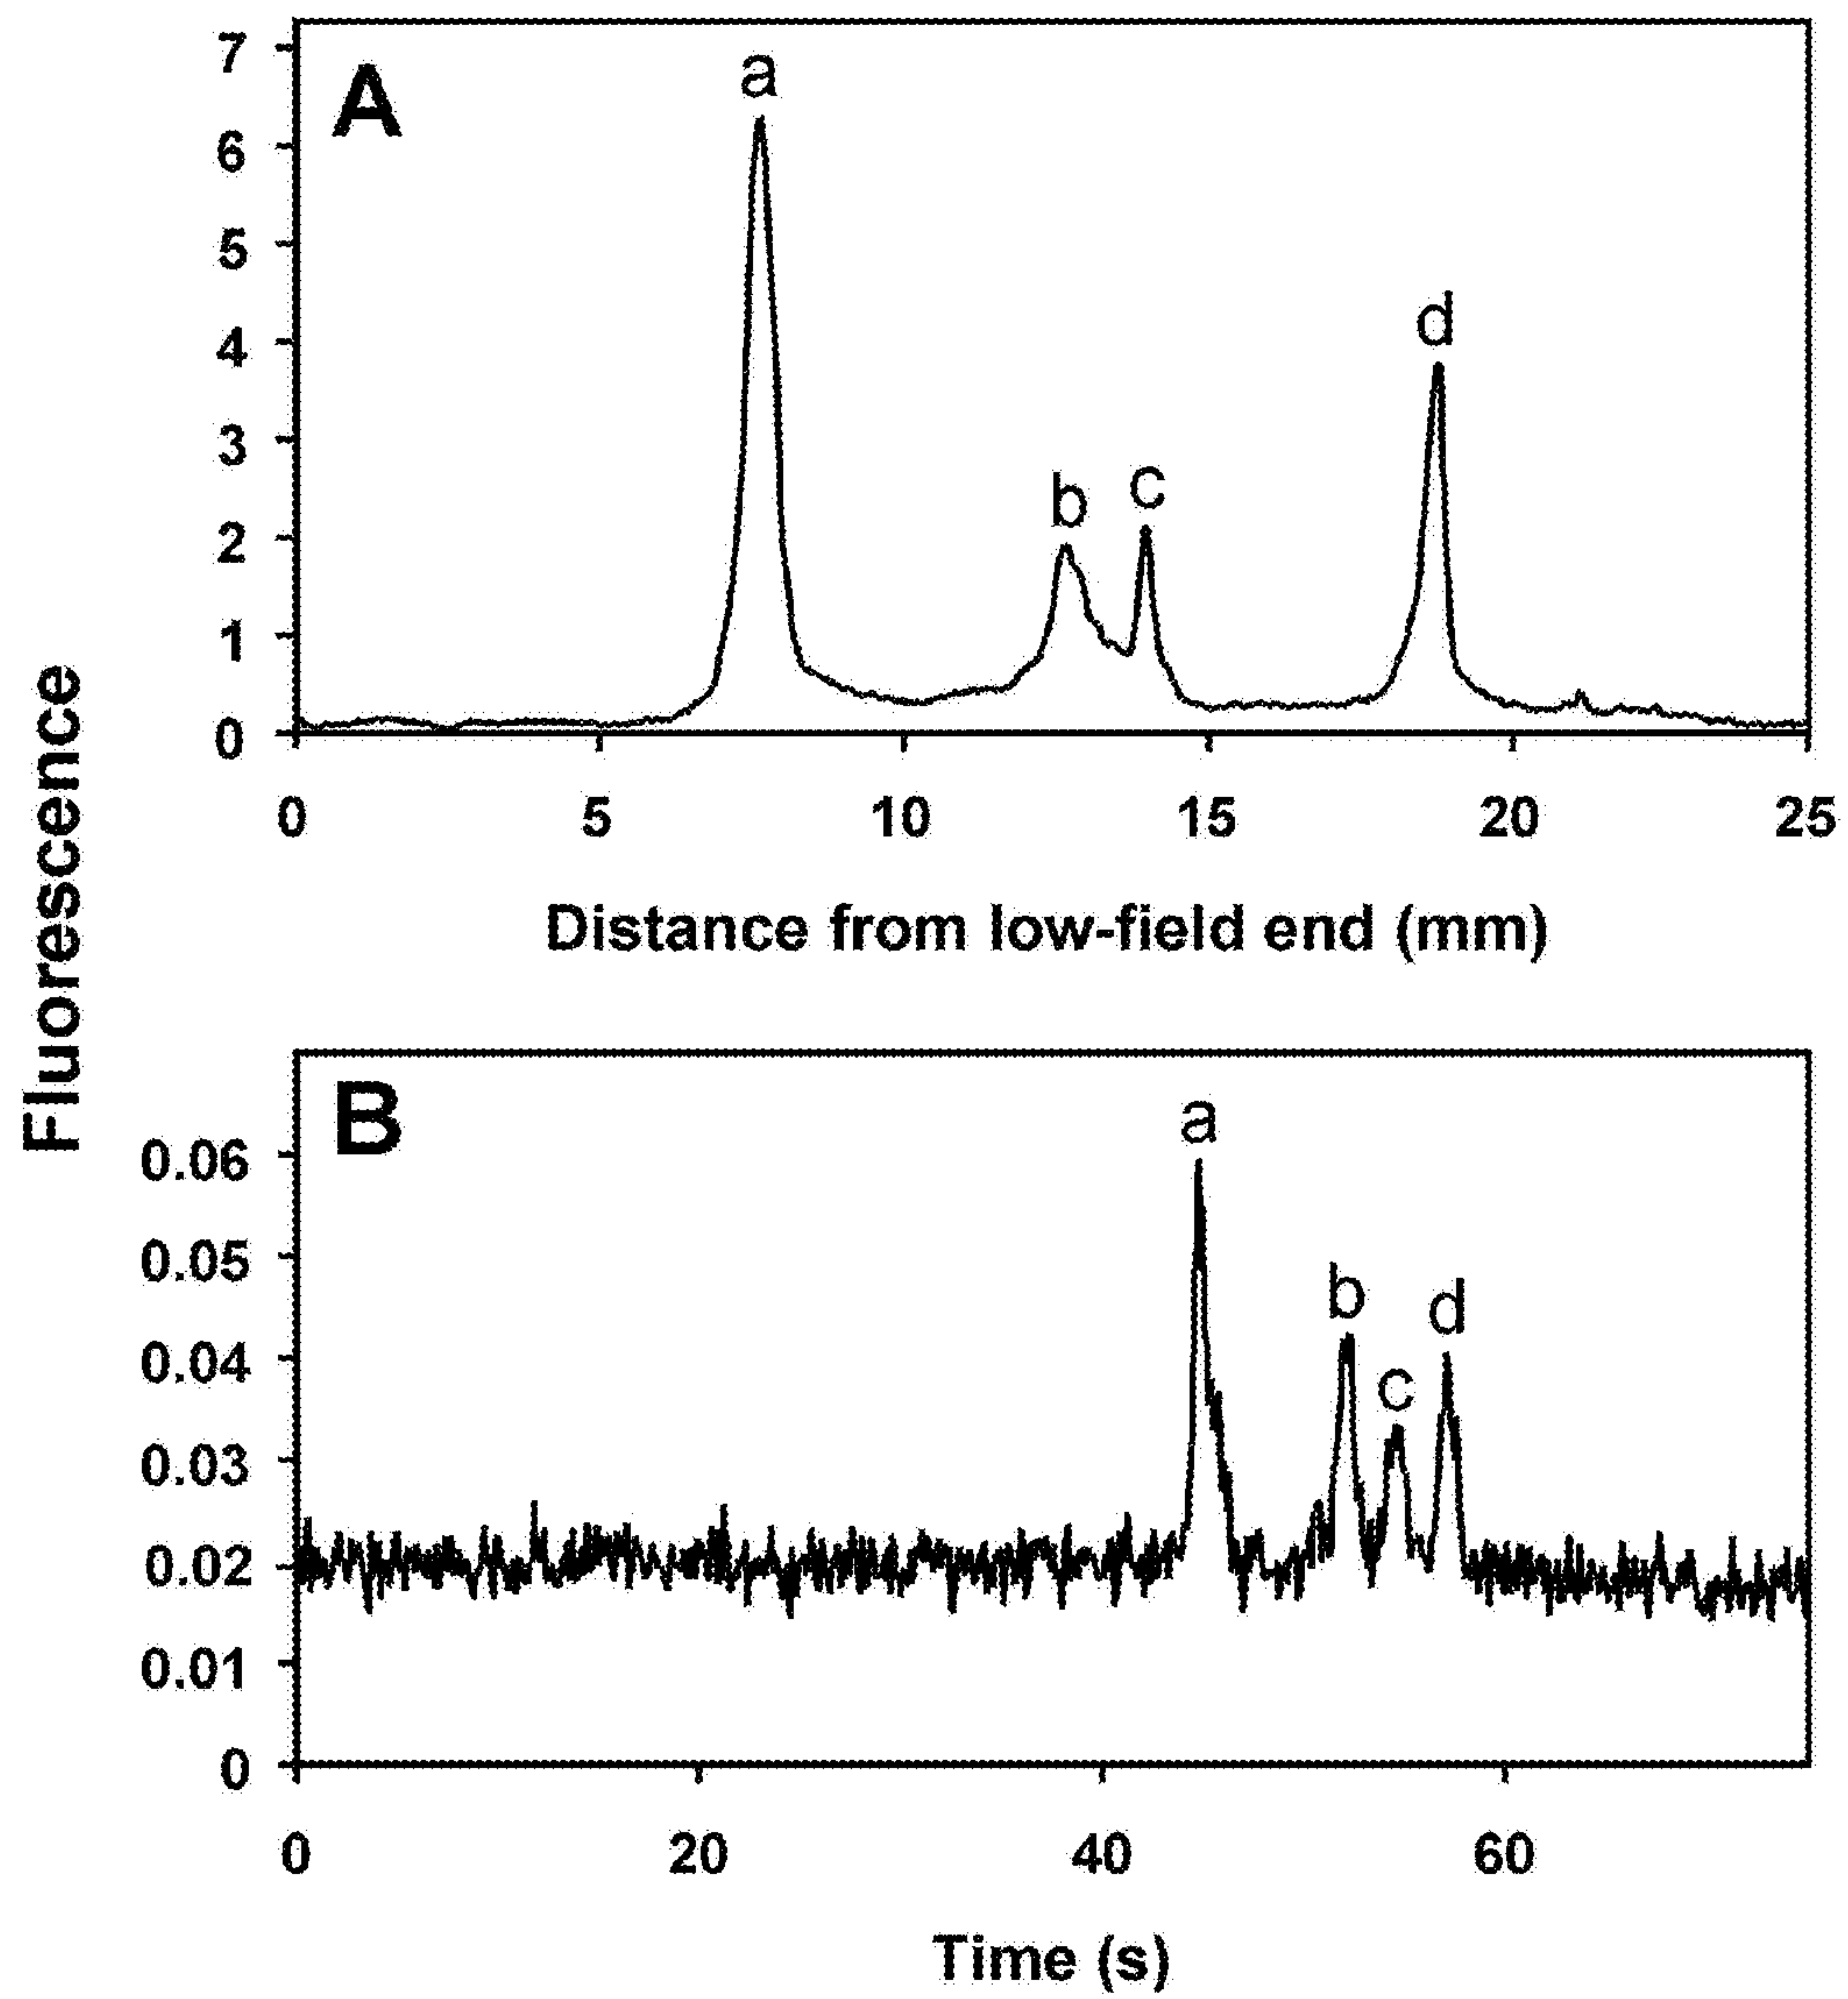 Fluorescence
A
a
b
c
d
7
6
5
4
3
2
1
0
0 5 10 15 20 25
Distance from low-field end (mm)
B
a
b
c
d
0.06
0.05
0.04
0.03
0.02
0.01
0
0 20 40 60
Time (s)